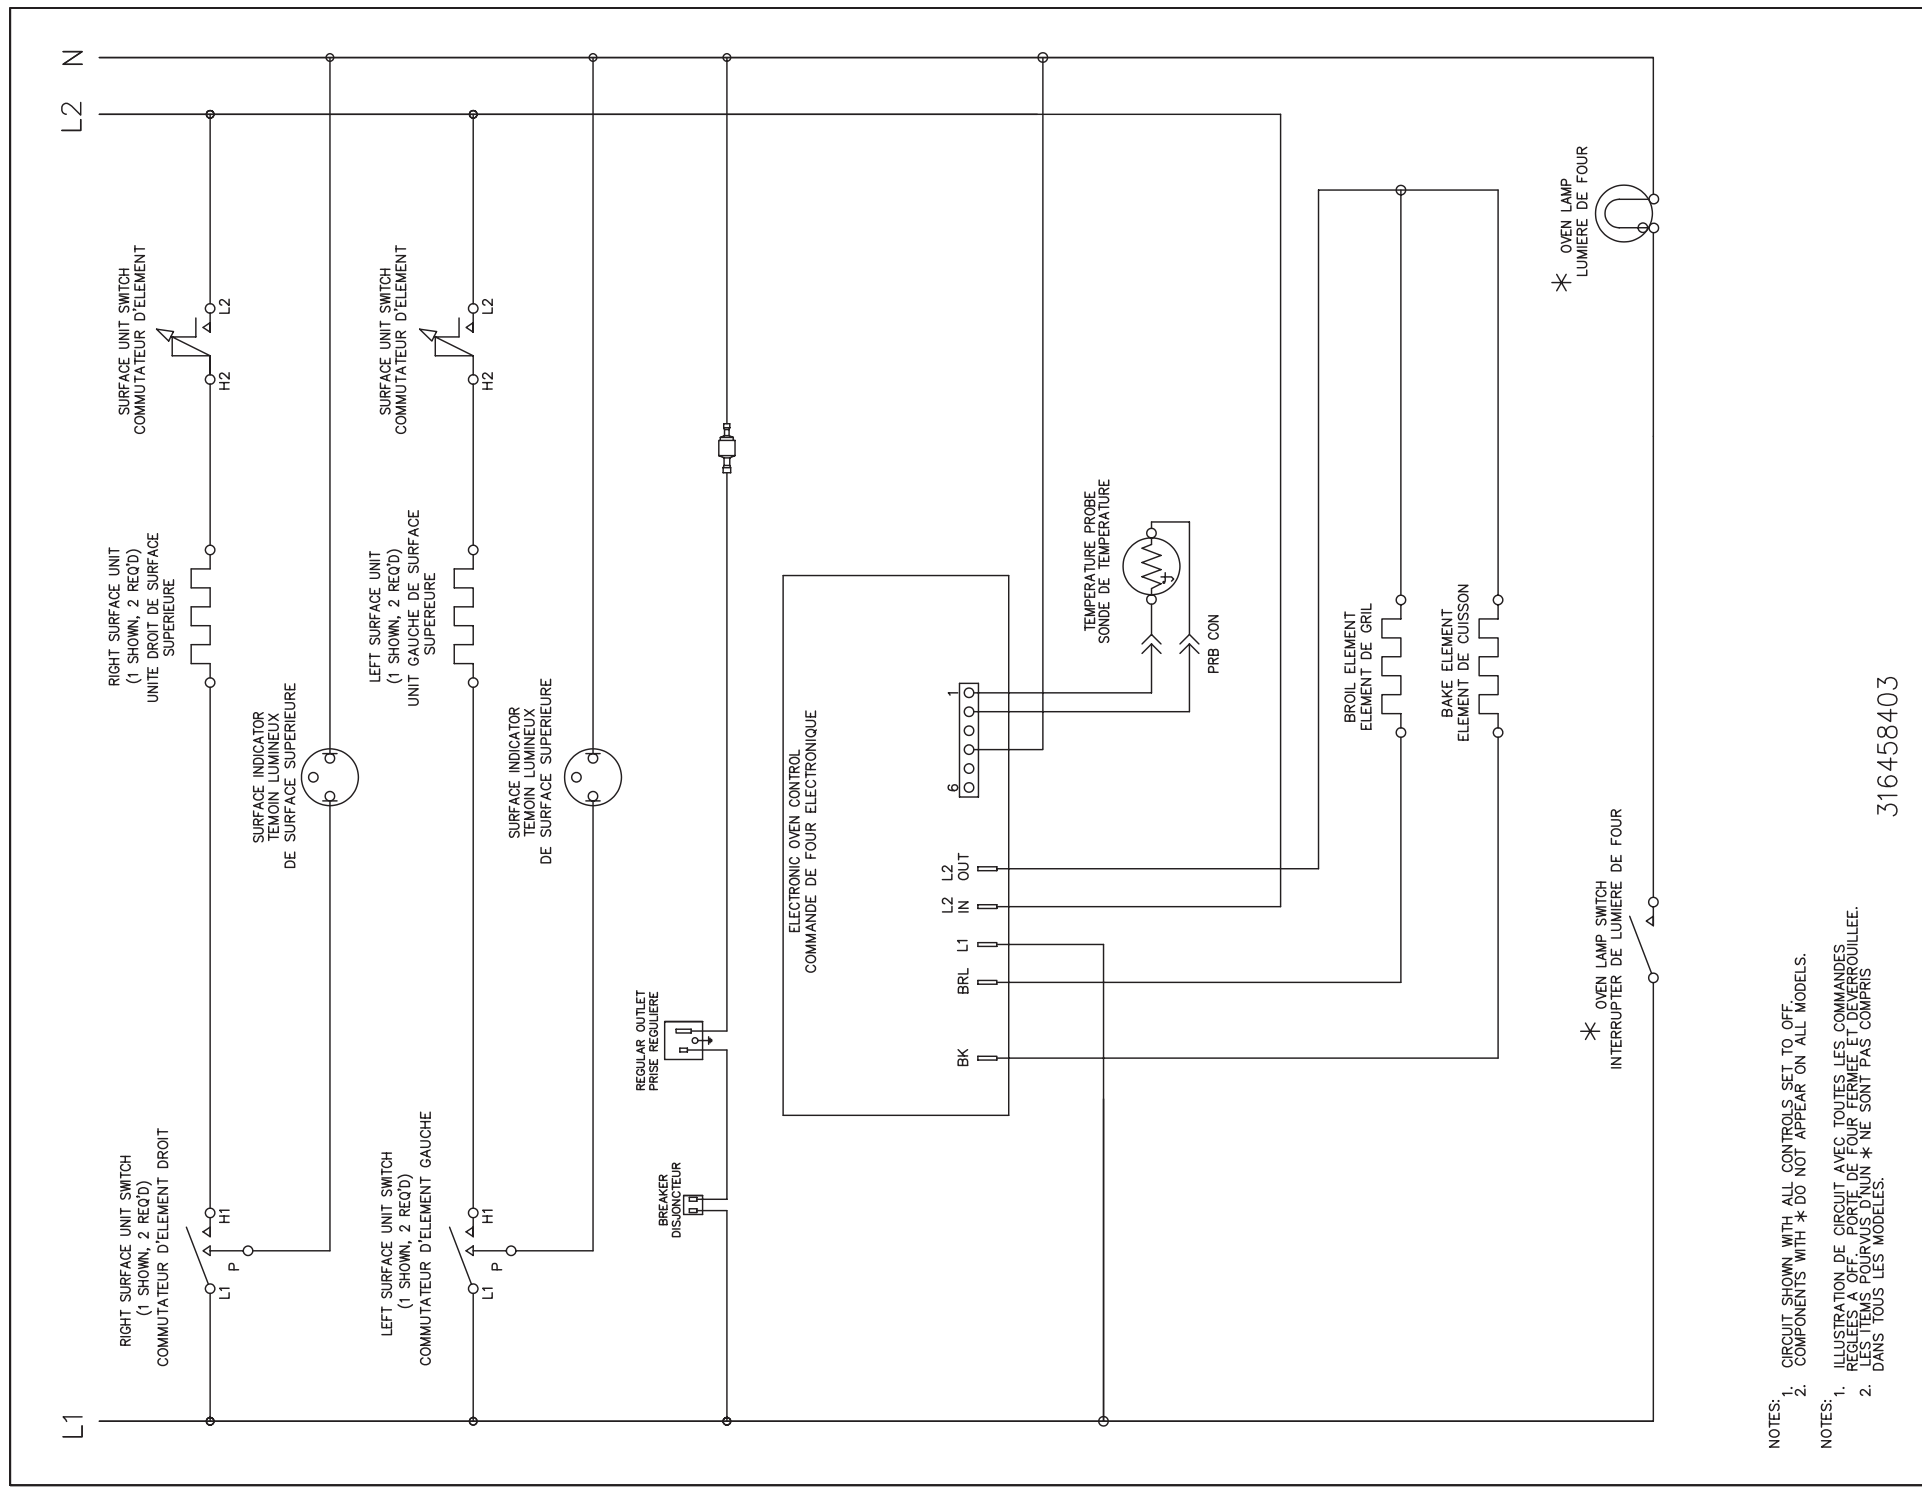 L1
L2
N
RIGHT SURFACE UNIT SWITCH
(1 SHOWN, 2 REQ'D)
COMMUTATEUR D'ELEMENT DROIT
L1
P
H1
RIGHT SURFACE UNIT
(1 SHOWN, 2 REQ'D)
UNITE DROIT DE SURFACE
SUPERIEURE
SURFACE UNIT SWITCH
COMMUTATEUR D'ELEMENT
H2
L2
SURFACE INDICATOR
TEMOIN LUMINEUX
DE SURFACE SUPERIEURE
LEFT SURFACE UNIT SWITCH
(1 SHOWN, 2 REQ'D)
COMMUTATEUR D'ELEMENT GAUCHE
L1
P
H1
LEFT SURFACE UNIT
(1 SHOWN, 2 REQ'D)
UNIT GAUCHE DE SURFACE
SUPEREURE
SURFACE UNIT SWITCH
COMMUTATEUR D'ELEMENT
H2
L2
SURFACE INDICATOR
TEMOIN LUMINEUX
DE SURFACE SUPERIEURE
BREAKER
DISJONCTEUR
REGULAR OUTLET
PRISE REGULIERE
ELECTRONIC OVEN CONTROL
COMMANDE DE FOUR ELECTRONIQUE
BK
BRL
L1
L2
IN
L2
OUT
6
1
TEMPERATURE PROBE
SONDE DE TEMPERATURE
PRB CON
BROIL ELEMENT
ELEMENT DE GRIL
BAKE ELEMENT
ELEMENT DE CUISSON
* OVEN LAMP SWITCH
INTERRUPTER DE LUMIERE DE FOUR
* OVEN LAMP
LUMIERE DE FOUR
NOTES:
1. CIRCUIT SHOWN WITH ALL CONTROLS SET TO OFF.
2. COMPONENTS WITH * DO NOT APPEAR ON ALL MODELS.
NOTES:
1. ILLUSTRATION DE CIRCUIT AVEC TOUTES LES COMMANDES
REGLEES A OFF. PORTE DE FOUR FERMEE ET DEVERROUILLEE.
2. LES ITEMS POURVUS D'NUN * NE SONT PAS COMPRIS
DANS TOUS LES MODELES.
316458403